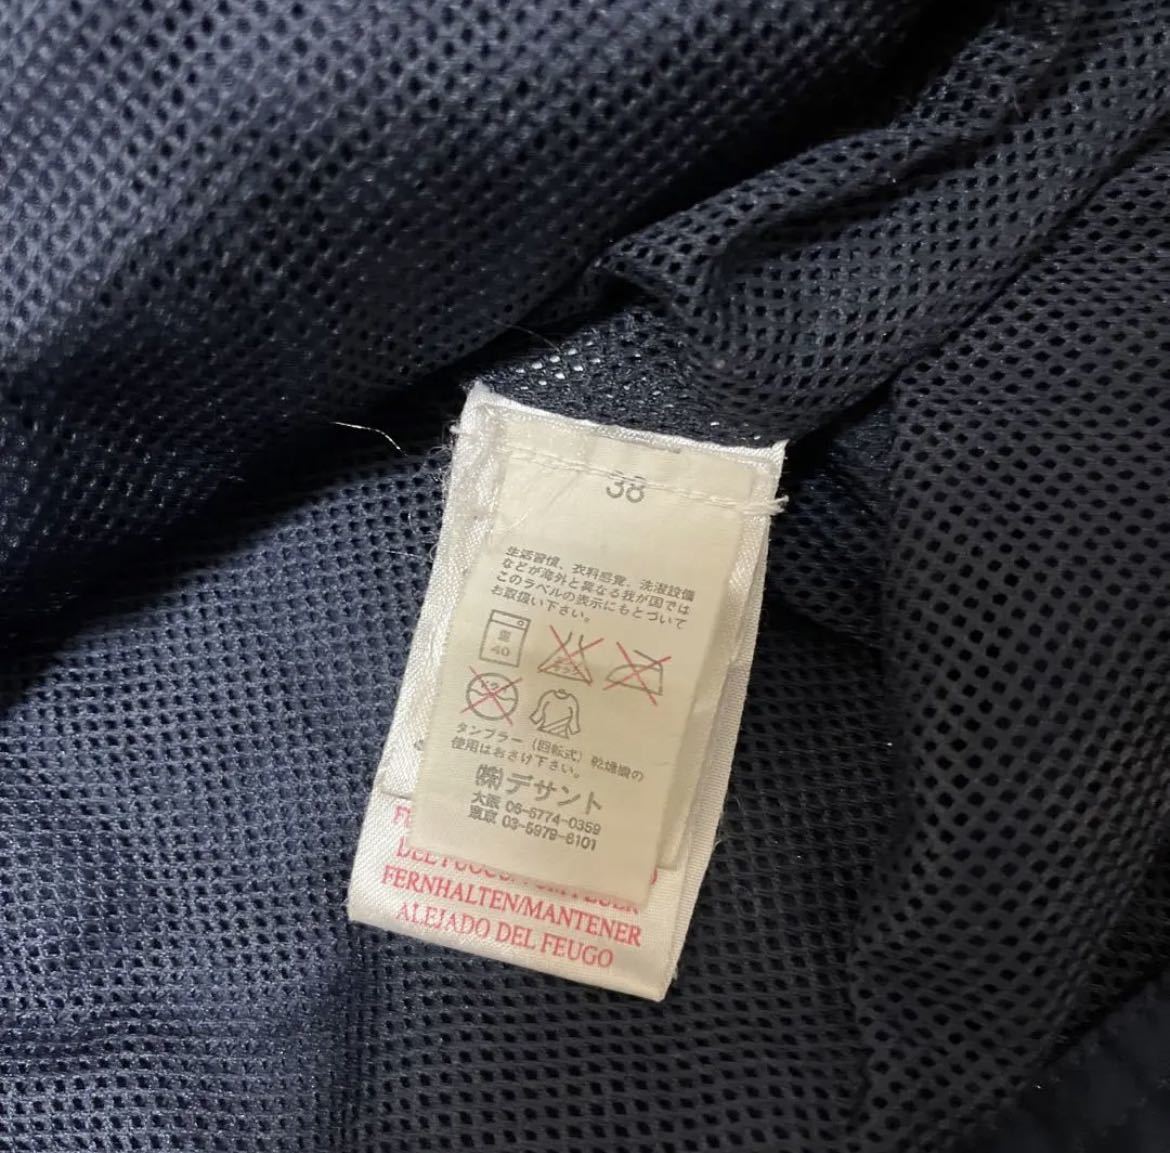 38
生活習慣、衣料感覚、洗濯設備
などが海外と異なる我が国では
このラベルの表示にもとづいて
お取扱い下さい。
40
タンブラー（回転式）乾燥機の
使用はおさけ下さい。
㈱デサント
大阪 06-6774-0359
東京 03-5979-6101
FERNHALTEN/MANTENER
ALEJADO DEL FEUGO